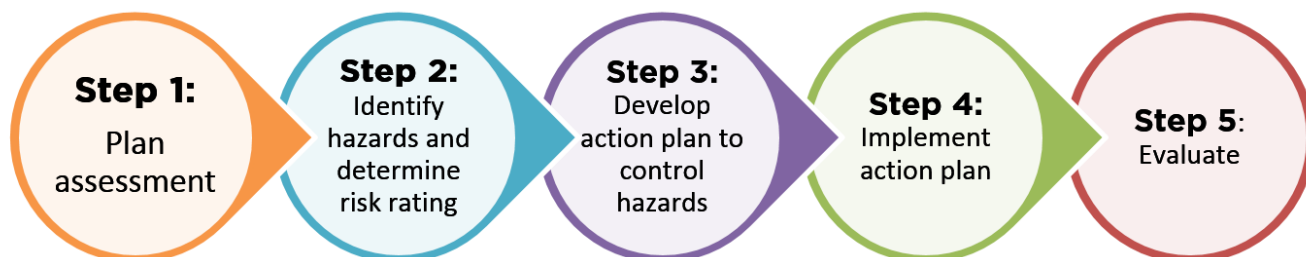 Step 1:
Plan
assessment
Step 2:
Identify
hazards and
determine
risk rating
Step 3:
Develop
action plan to
control
hazards
Step 4:
Implement
action plan
Step 5:
Evaluate